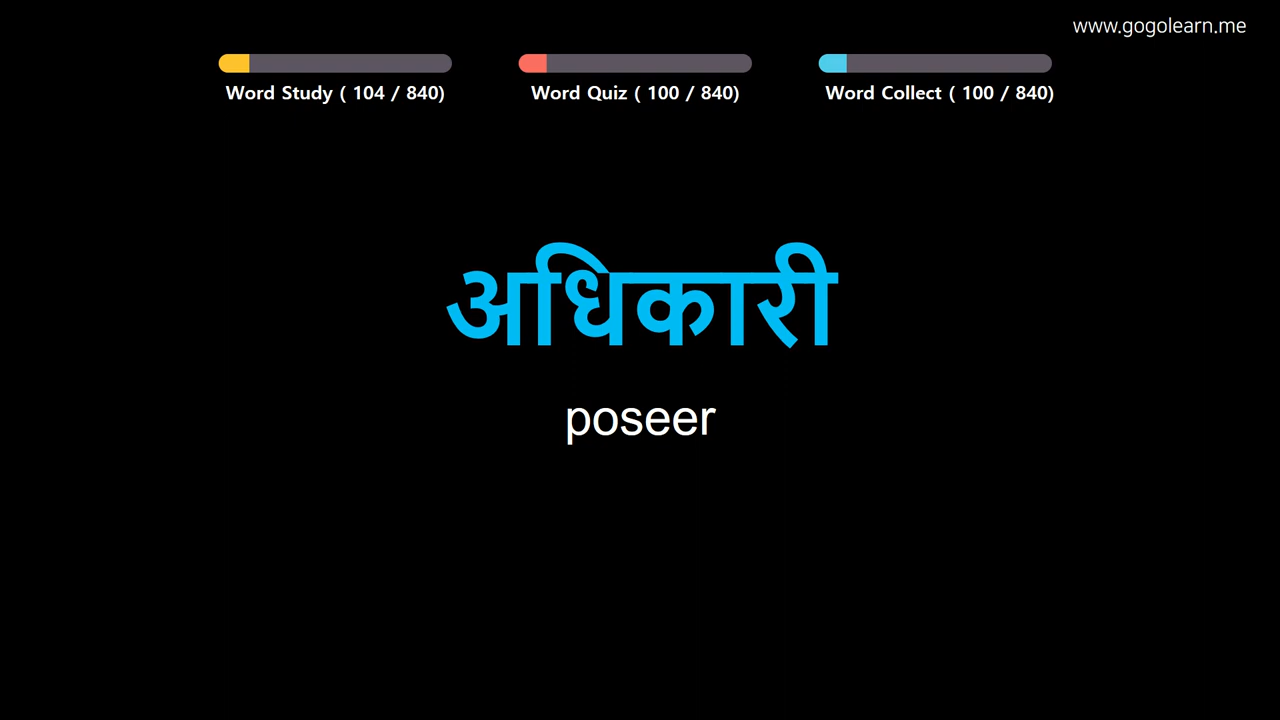 www.gogolearn.me
Word Study ( 104 / 840)
Word Quiz ( 100 / 840)
Word Collect ( 100 / 840)
अधिकारी
poseer